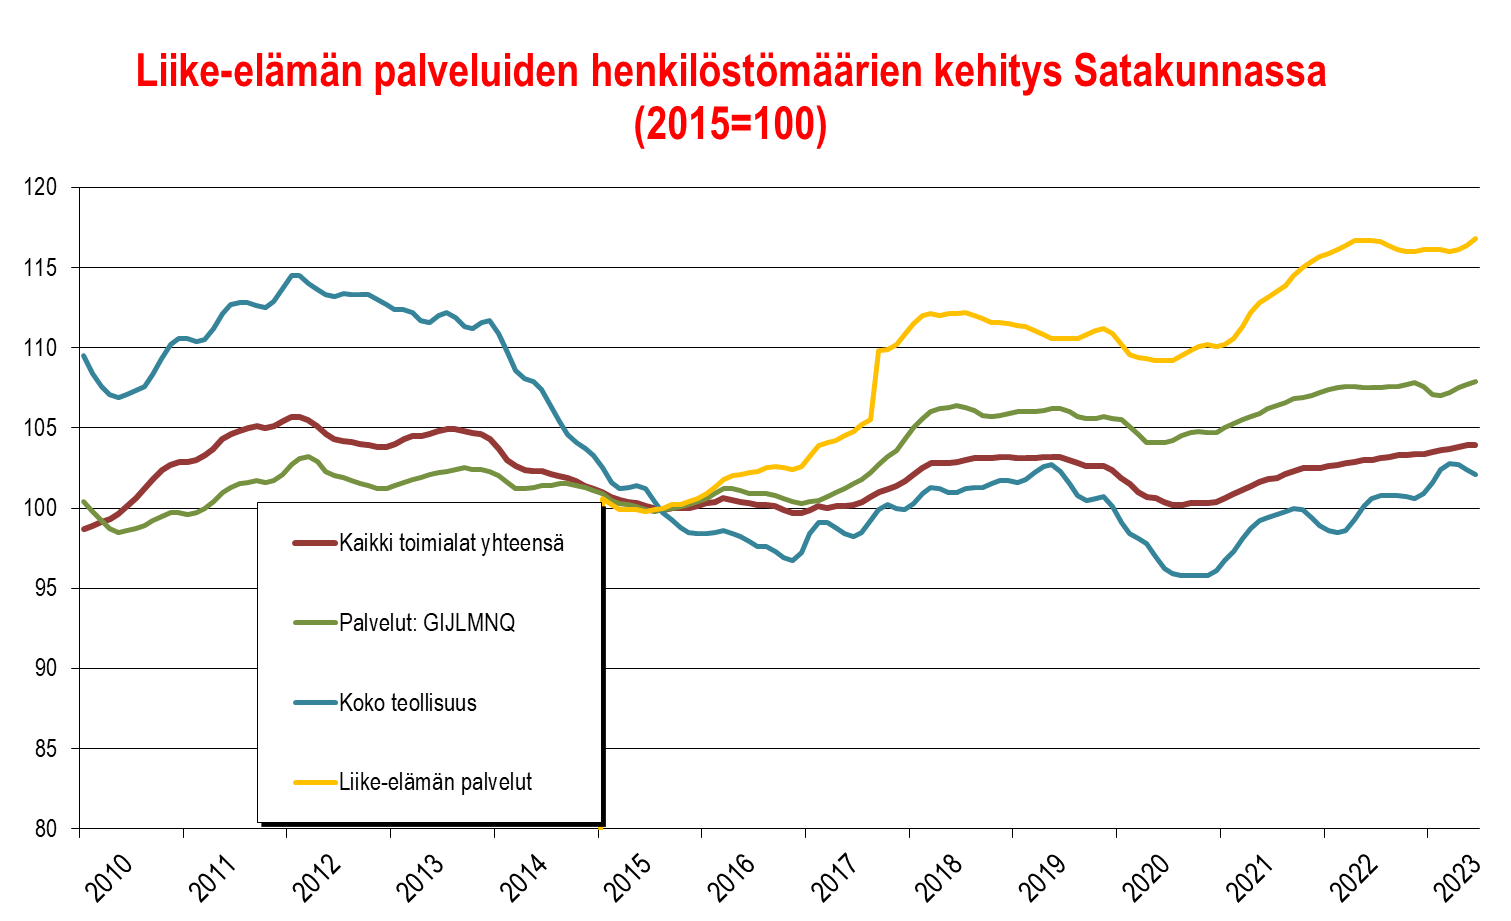 Liike-elämän palveluiden henkilöstömäärien kehitys Satakunnassa
(2015=100)
120
115
110
105
100
95
90
85
80
Kaikki toimialat yhteensä
Palvelut: GIJLMNQ
Koko teollisuus
Liike-elämän palvelut
2010 2011 2012 2013 2014 2015 2016 2017 2018 2019 2020 2021 2022 2023